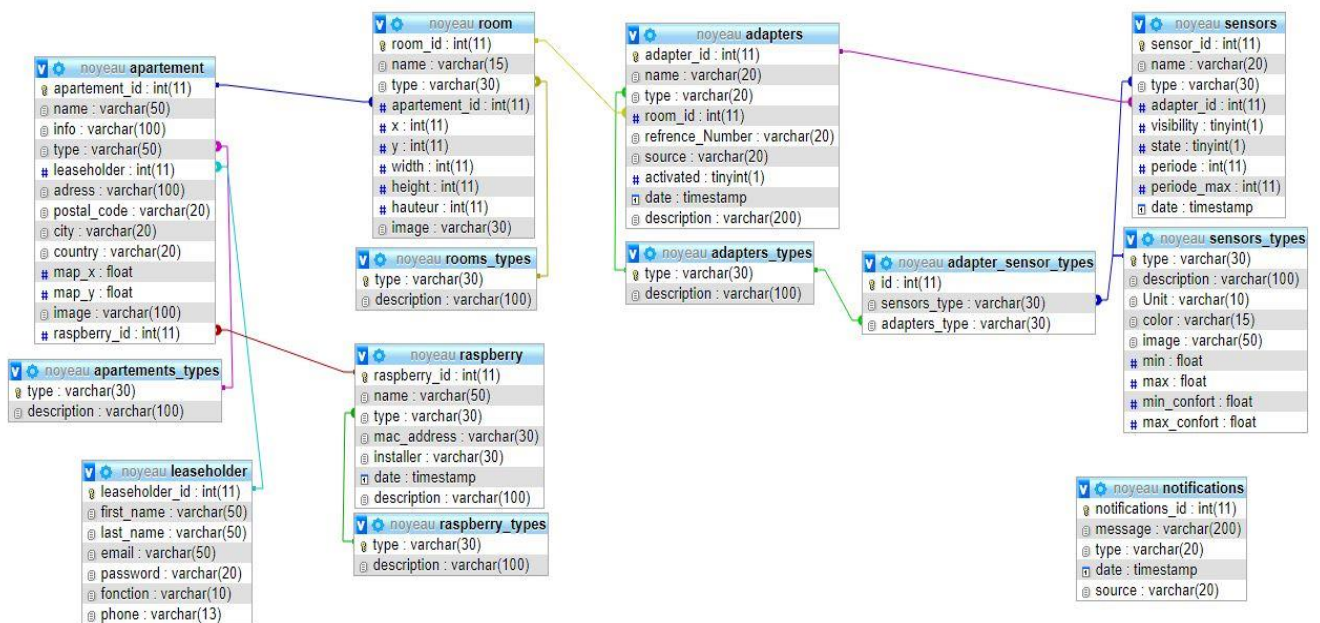 noyeau apartement
apartement_id : int(11)
name : varchar(50)
info : varchar(100)
type : varchar(50)
leaseholder : int(11)
adress : varchar(100)
postal_code : varchar(20)
city : varchar(20)
country : varchar(20)
map_x : float
map_y : float
image : varchar(100)
raspberry_id : int(11)
noyeau apartements_types
type : varchar(30)
description : varchar(100)
noyeau leaseholder
leaseholder_id : int(11)
first_name : varchar(50)
last_name : varchar(50)
email : varchar(50)
password : varchar(20)
fonction : varchar(10)
phone : varchar(13)
noyeau room
room_id : int(11)
name : varchar(15)
type : varchar(30)
apartement_id : int(11)
x : int(11)
y : int(11)
width : int(11)
height : int(11)
hauteur : int(11)
image : varchar(30)
noyeau rooms_types
type : varchar(30)
description : varchar(100)
noyeau raspberry
raspberry_id : int(11)
name : varchar(50)
type : varchar(30)
mac_address : varchar(30)
installer : varchar(30)
date : timestamp
description : varchar(100)
noyeau raspberry_types
type : varchar(30)
description : varchar(100)
noyeau adapters
adapter_id : int(11)
name : varchar(20)
type : varchar(20)
room_id : int(11)
refrence_Number : varchar(20)
source : varchar(20)
activated : tinyint(1)
date : timestamp
description : varchar(200)
noyeau adapters_types
type : varchar(30)
description : varchar(100)
noyeau adapter_sensor_types
id : int(11)
sensors_type : varchar(30)
adapters_type : varchar(30)
noyeau sensors
sensor_id : int(11)
name : varchar(20)
type : varchar(30)
adapter_id : int(11)
visibility : tinyint(1)
state : tinyint(1)
periode : int(11)
periode_max : int(11)
date : timestamp
noyeau sensors_types
type : varchar(30)
description : varchar(100)
Unit : varchar(10)
color : varchar(15)
image : varchar(50)
min : float
max : float
min_confort : float
max_confort : float
noyeau notifications
notifications_id : int(11)
message : varchar(200)
type : varchar(20)
date : timestamp
source : varchar(20)